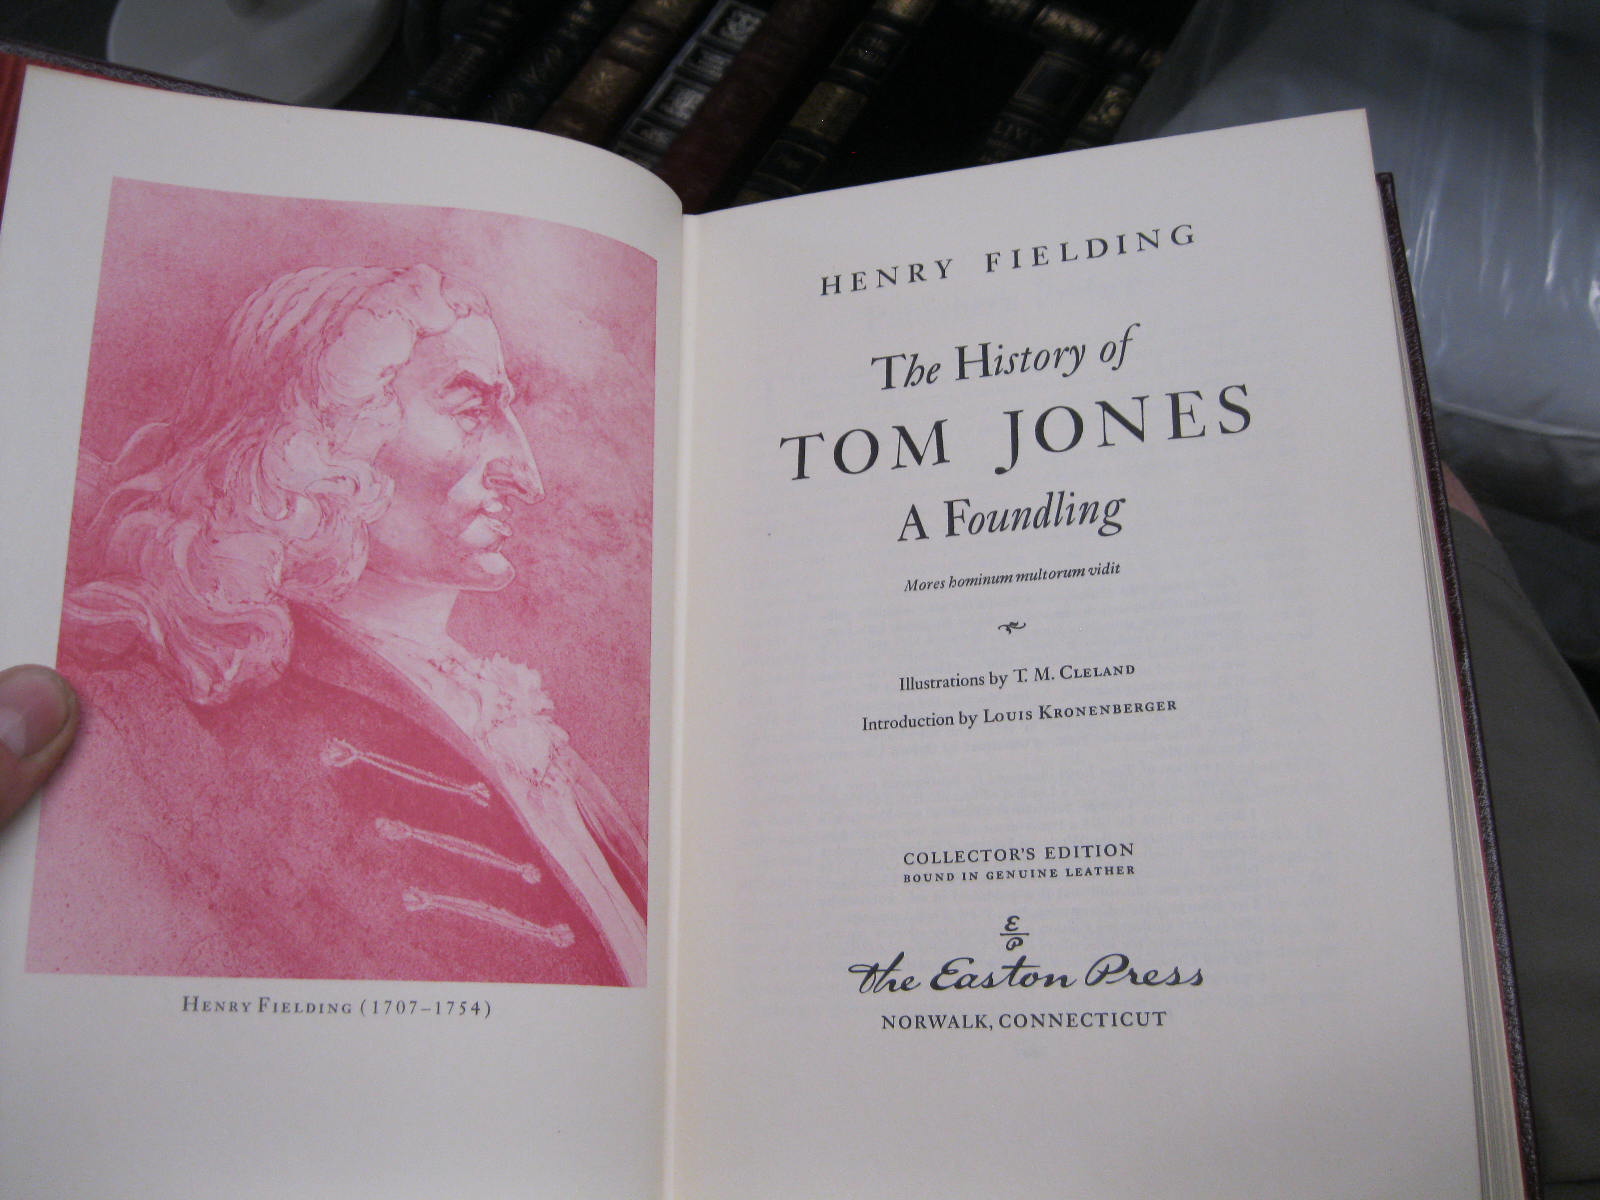 HENRY FIELDING (1707–1754)
HENRY FIELDING
The History of
TOM JONES
A Foundling
Mores hominum multorum vidit
Illustrations by T. M. CLELAND
Introduction by LOUIS KRONENBERGER
COLLECTOR'S EDITION
BOUND IN GENUINE LEATHER
E
P
the Easton Press
NORWALK, CONNECTICUT